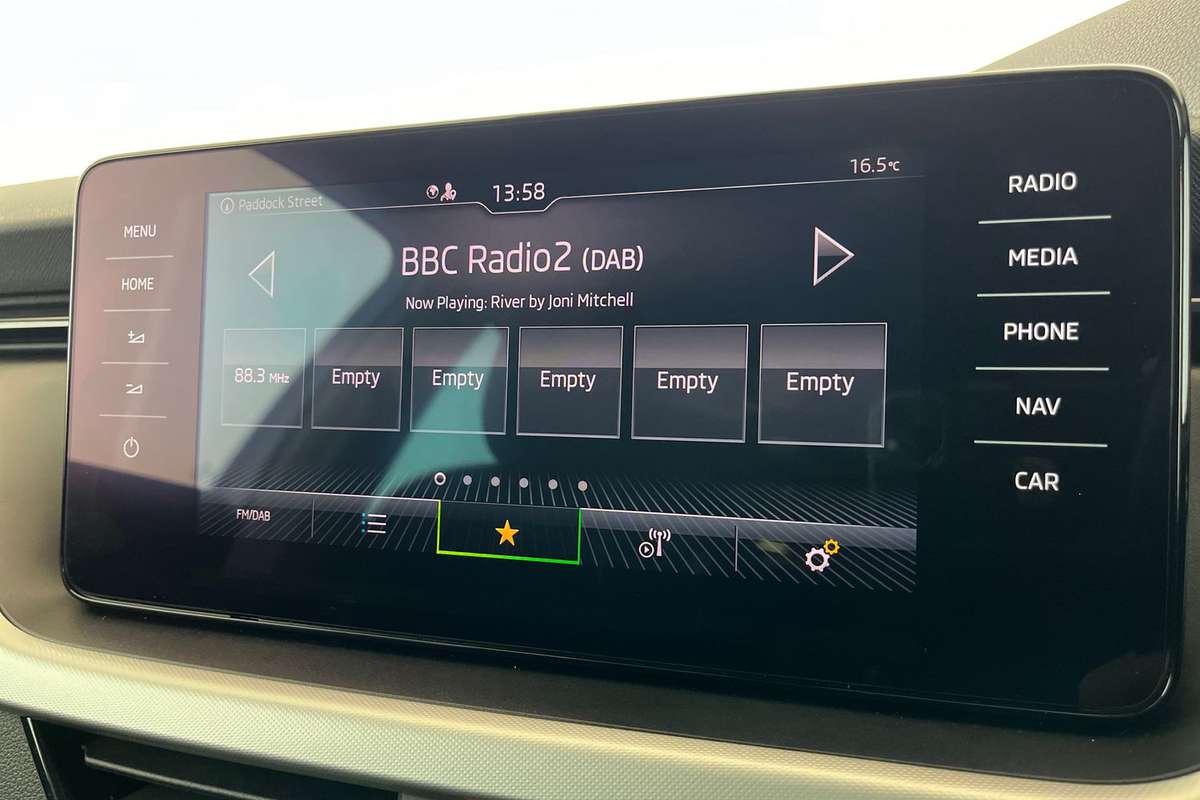 Paddock Street
13:58
16.5°C
BBC Radio2 (DAB)
Now Playing: River by Joni Mitchell
88.3 MHz
Empty
Empty
Empty
Empty
Empty
FM/DAB
MENU
HOME
RADIO
MEDIA
PHONE
NAV
CAR